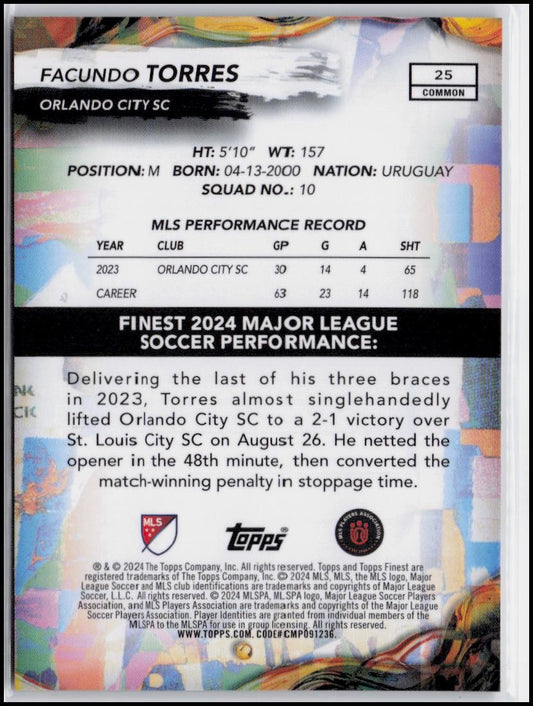 FACUNDO TORRES
ORLANDO CITY SC
25
COMMON
HT: 5'10" WT: 157
POSITION: M BORN: 04-13-2000 NATION: URUGUAY
SQUAD NO.: 10
MLS PERFORMANCE RECORD
YEAR CLUB GP G A SHT
2023 ORLANDO CITY SC 30 14 4 65
CAREER 63 23 14 118
FINEST 2024 MAJOR LEAGUE
SOCCER PERFORMANCE:
Delivering the last of his three braces
in 2023, Torres almost singlehandedly
lifted Orlando City SC to a 2-1 victory over
St. Louis City SC on August 26. He netted the
opener in the 48th minute, then converted the
match-winning penalty in stoppage time.
MLS
TOPPS®
MLS PLAYERS ASSOCIATION
® & © 2024 The Topps Company, Inc. All rights reserved. Topps and Topps Finest are
registered trademarks of The Topps Company, Inc. © 2024 MLS, MLS, the MLS logo, Major
League Soccer and MLS club identifications are trademarks and copyrights of Major League
Soccer, L.L.C. All rights reserved. © 2024 MLSPA, MLSPA logo, Major League Soccer Players
Association, and MLS Players Association are trademarks and copyrights of the Major League
Soccer Players Association. Player Identities are granted from individual members of the
MLSPA to the MLSPA for use in group licensing. All rights reserved.
WWW.TOPPS.COM. CODE#CMP091236.